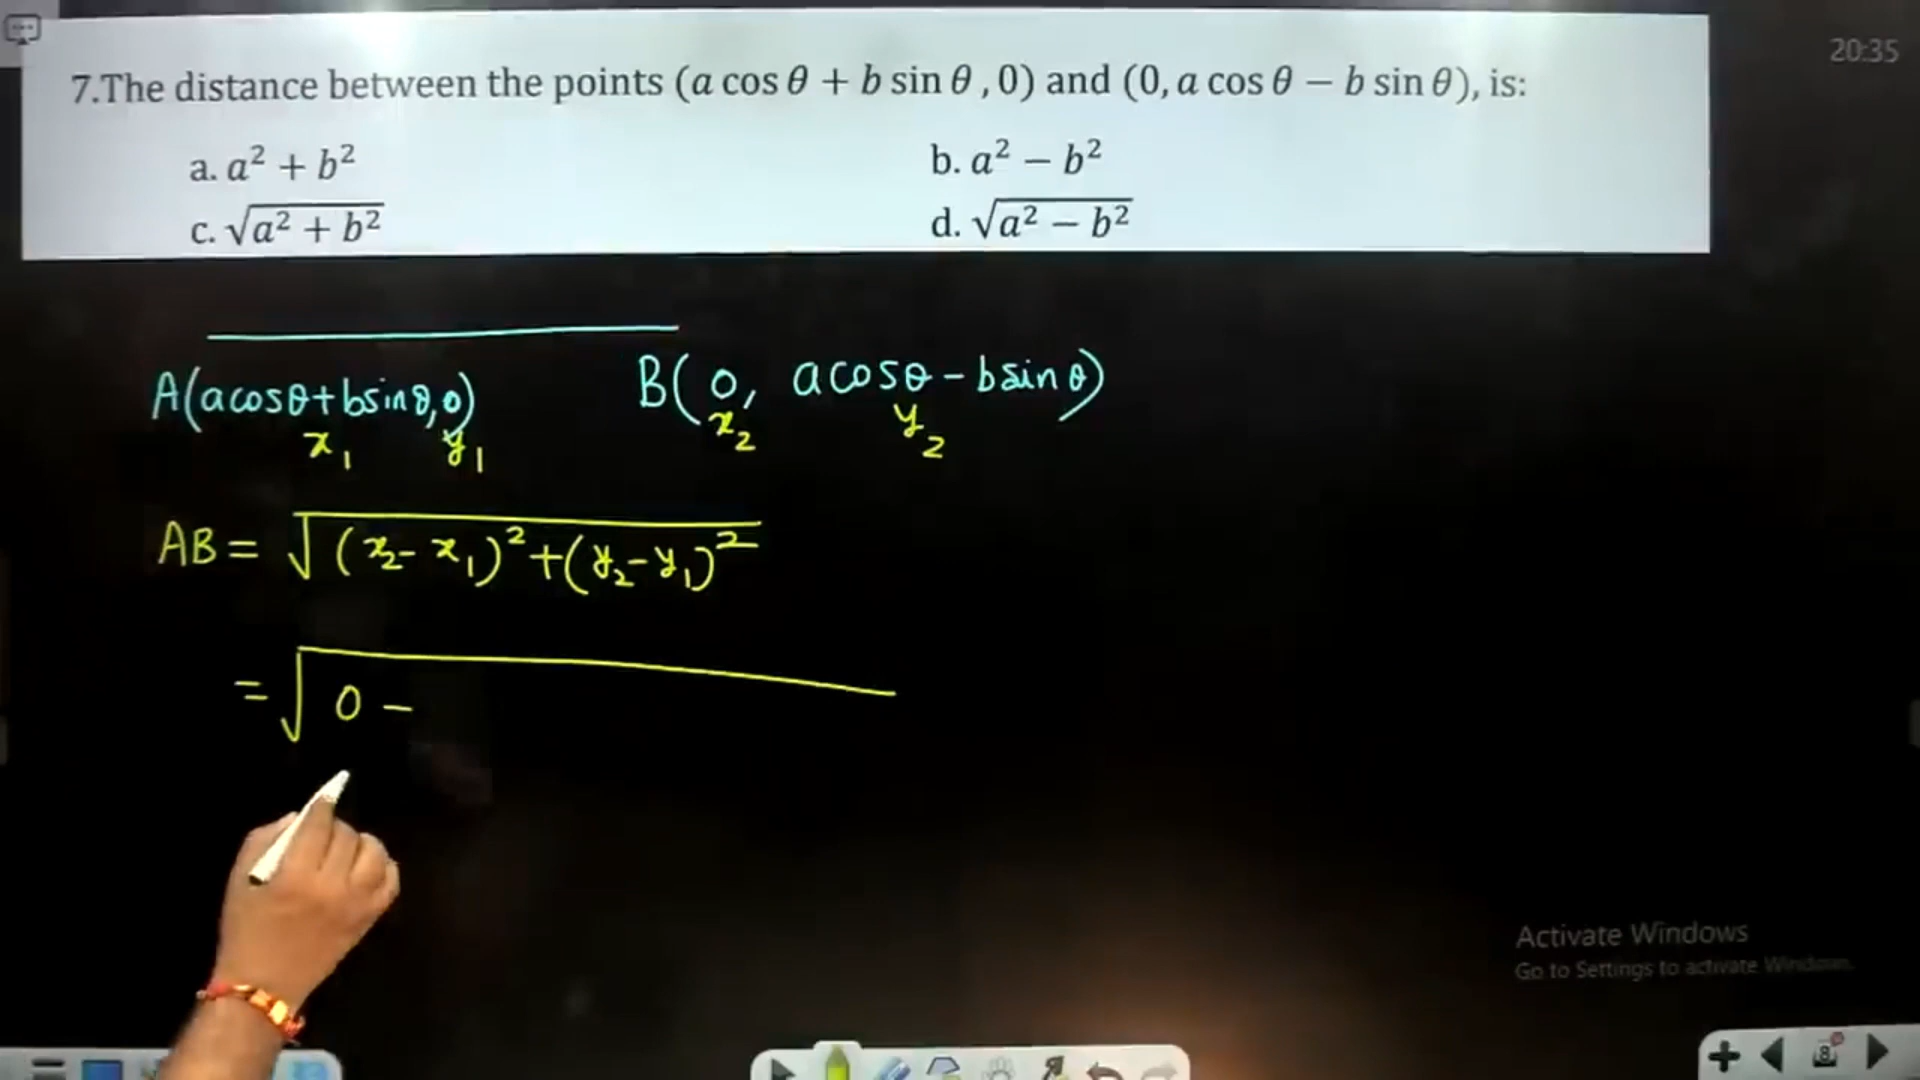 20:35
7.The distance between the points (a cos θ + b sin θ , 0) and (0, a cos θ − b sin θ), is:
a. a² + b²
b. a² − b²
c. √(a² + b²)
d. √(a² − b²)
A(acosθ+bsinθ,0)
B(0, acosθ-bsinθ)
x₁ y₁
x₂ y₂
AB = √(x₂-x₁)²+(y₂-y₁)²
= √0 -
Activate Windows
Go to Settings to activate Windows.
8